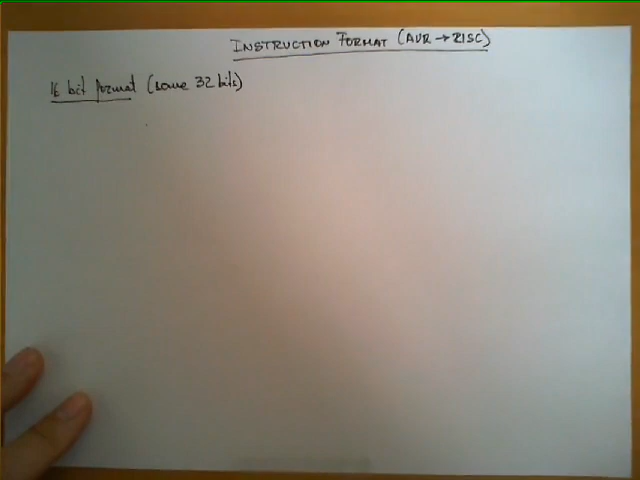 INSTRUCTION FORMAT (AVR → RISC)
16 bit format (some 32 bits)